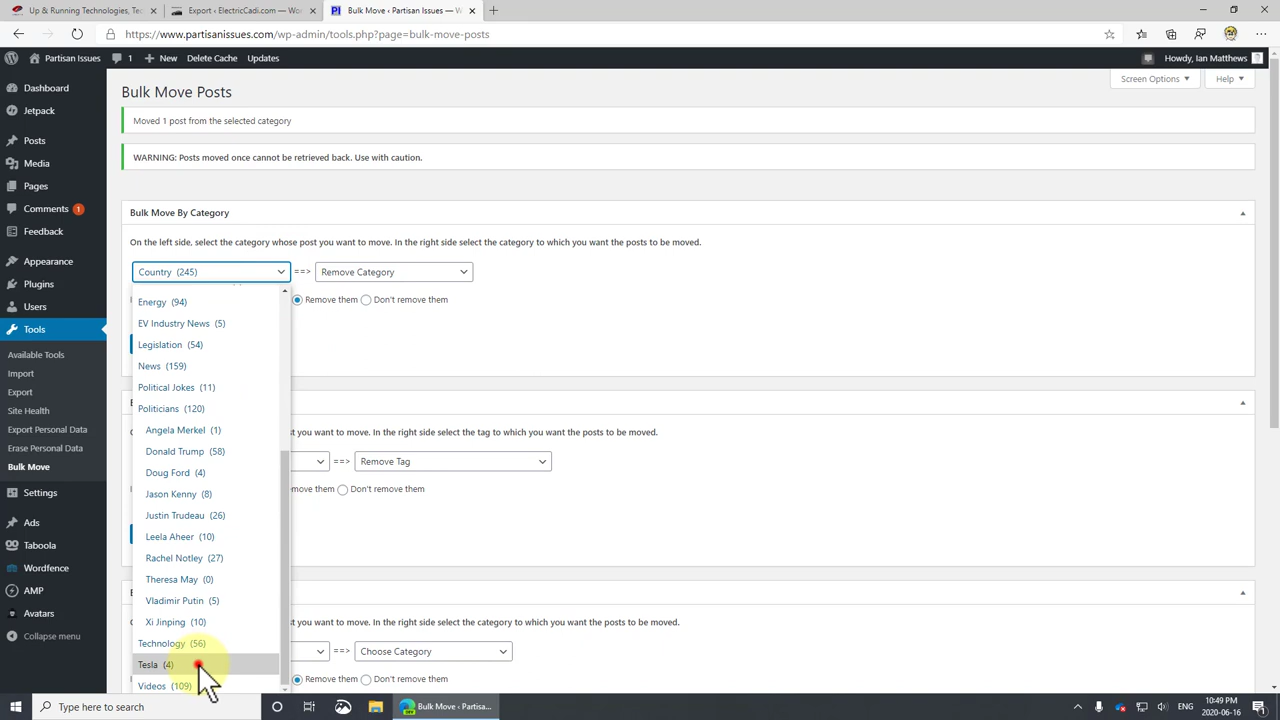 Up & Running Technologies, Tec
Export ‹ ElectricCadi.com — Wo
Bulk Move ‹ Partisan Issues — W
https://www.partisanissues.com/wp-admin/tools.php?page=bulk-move-posts
Partisan Issues
1
New
Delete Cache
Updates
Howdy, Ian Matthews
Screen Options
Help
Dashboard
Jetpack
Posts
Media
Pages
Comments 1
Feedback
Appearance
Plugins
Users
Tools
Available Tools
Import
Export
Site Health
Export Personal Data
Erase Personal Data
Bulk Move
Settings
Ads
Taboola
Wordfence
AMP
Avatars
Collapse menu
Bulk Move Posts
Moved 1 post from the selected category
WARNING: Posts moved once cannot be retrieved back. Use with caution.
Bulk Move By Category
On the left side, select the category whose post you want to move. In the right side select the category to which you want the posts to be moved.
Country (245) ==> Remove Category
Remove them Don't remove them
Energy (94)
EV Industry News (5)
Legislation (54)
News (159)
Political Jokes (11)
Politicians (120)
Angela Merkel (1)
Donald Trump (58)
Doug Ford (4)
Jason Kenny (8)
Justin Trudeau (26)
Leela Aheer (10)
Rachel Notley (27)
Theresa May (0)
Vladimir Putin (5)
Xi Jinping (10)
Technology (56)
Tesla (4)
Videos (109)
st you want to move. In the right side select the tag to which you want the posts to be moved.
==> Remove Tag
move them Don't remove them
st you want to move. In the right side select the category to which you want the posts to be moved.
==> Choose Category
Remove them Don't remove them
Type here to search
Bulk Move ‹ Partisa...
ENG
10:49 PM
2020-06-16
1